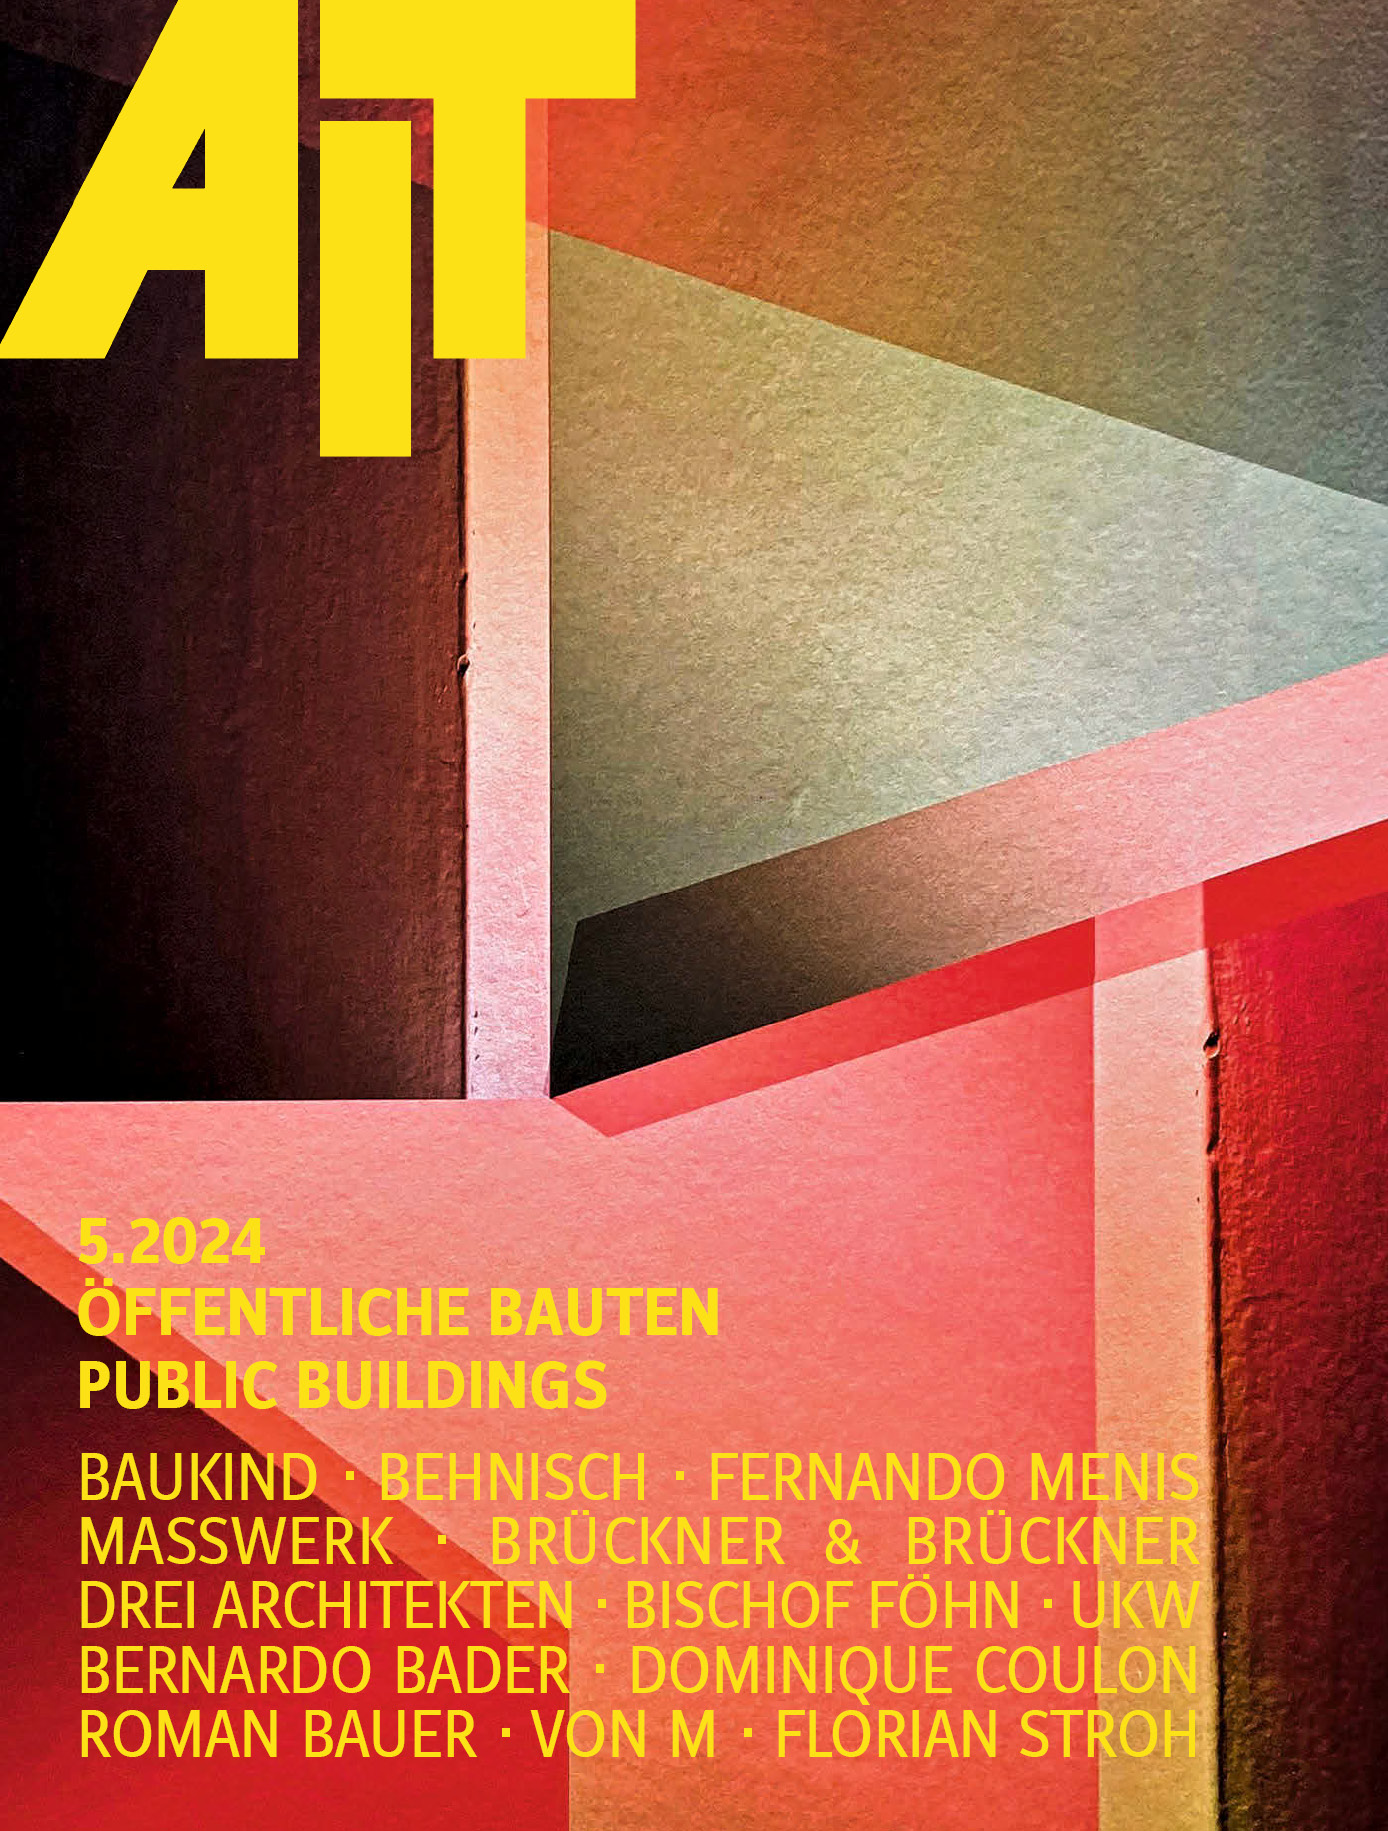 AiT
5.2024
ÖFFENTLICHE BAUTEN
PUBLIC BUILDINGS
BAUKIND · BEHNISCH · FERNANDO MENIS
MASSWERK · BRÜCKNER & BRÜCKNER
DREI ARCHITEKTEN · BISCHOF FÖHN · UKW
BERNARDO BADER · DOMINIQUE COULON
ROMAN BAUER · VON M · FLORIAN STROH